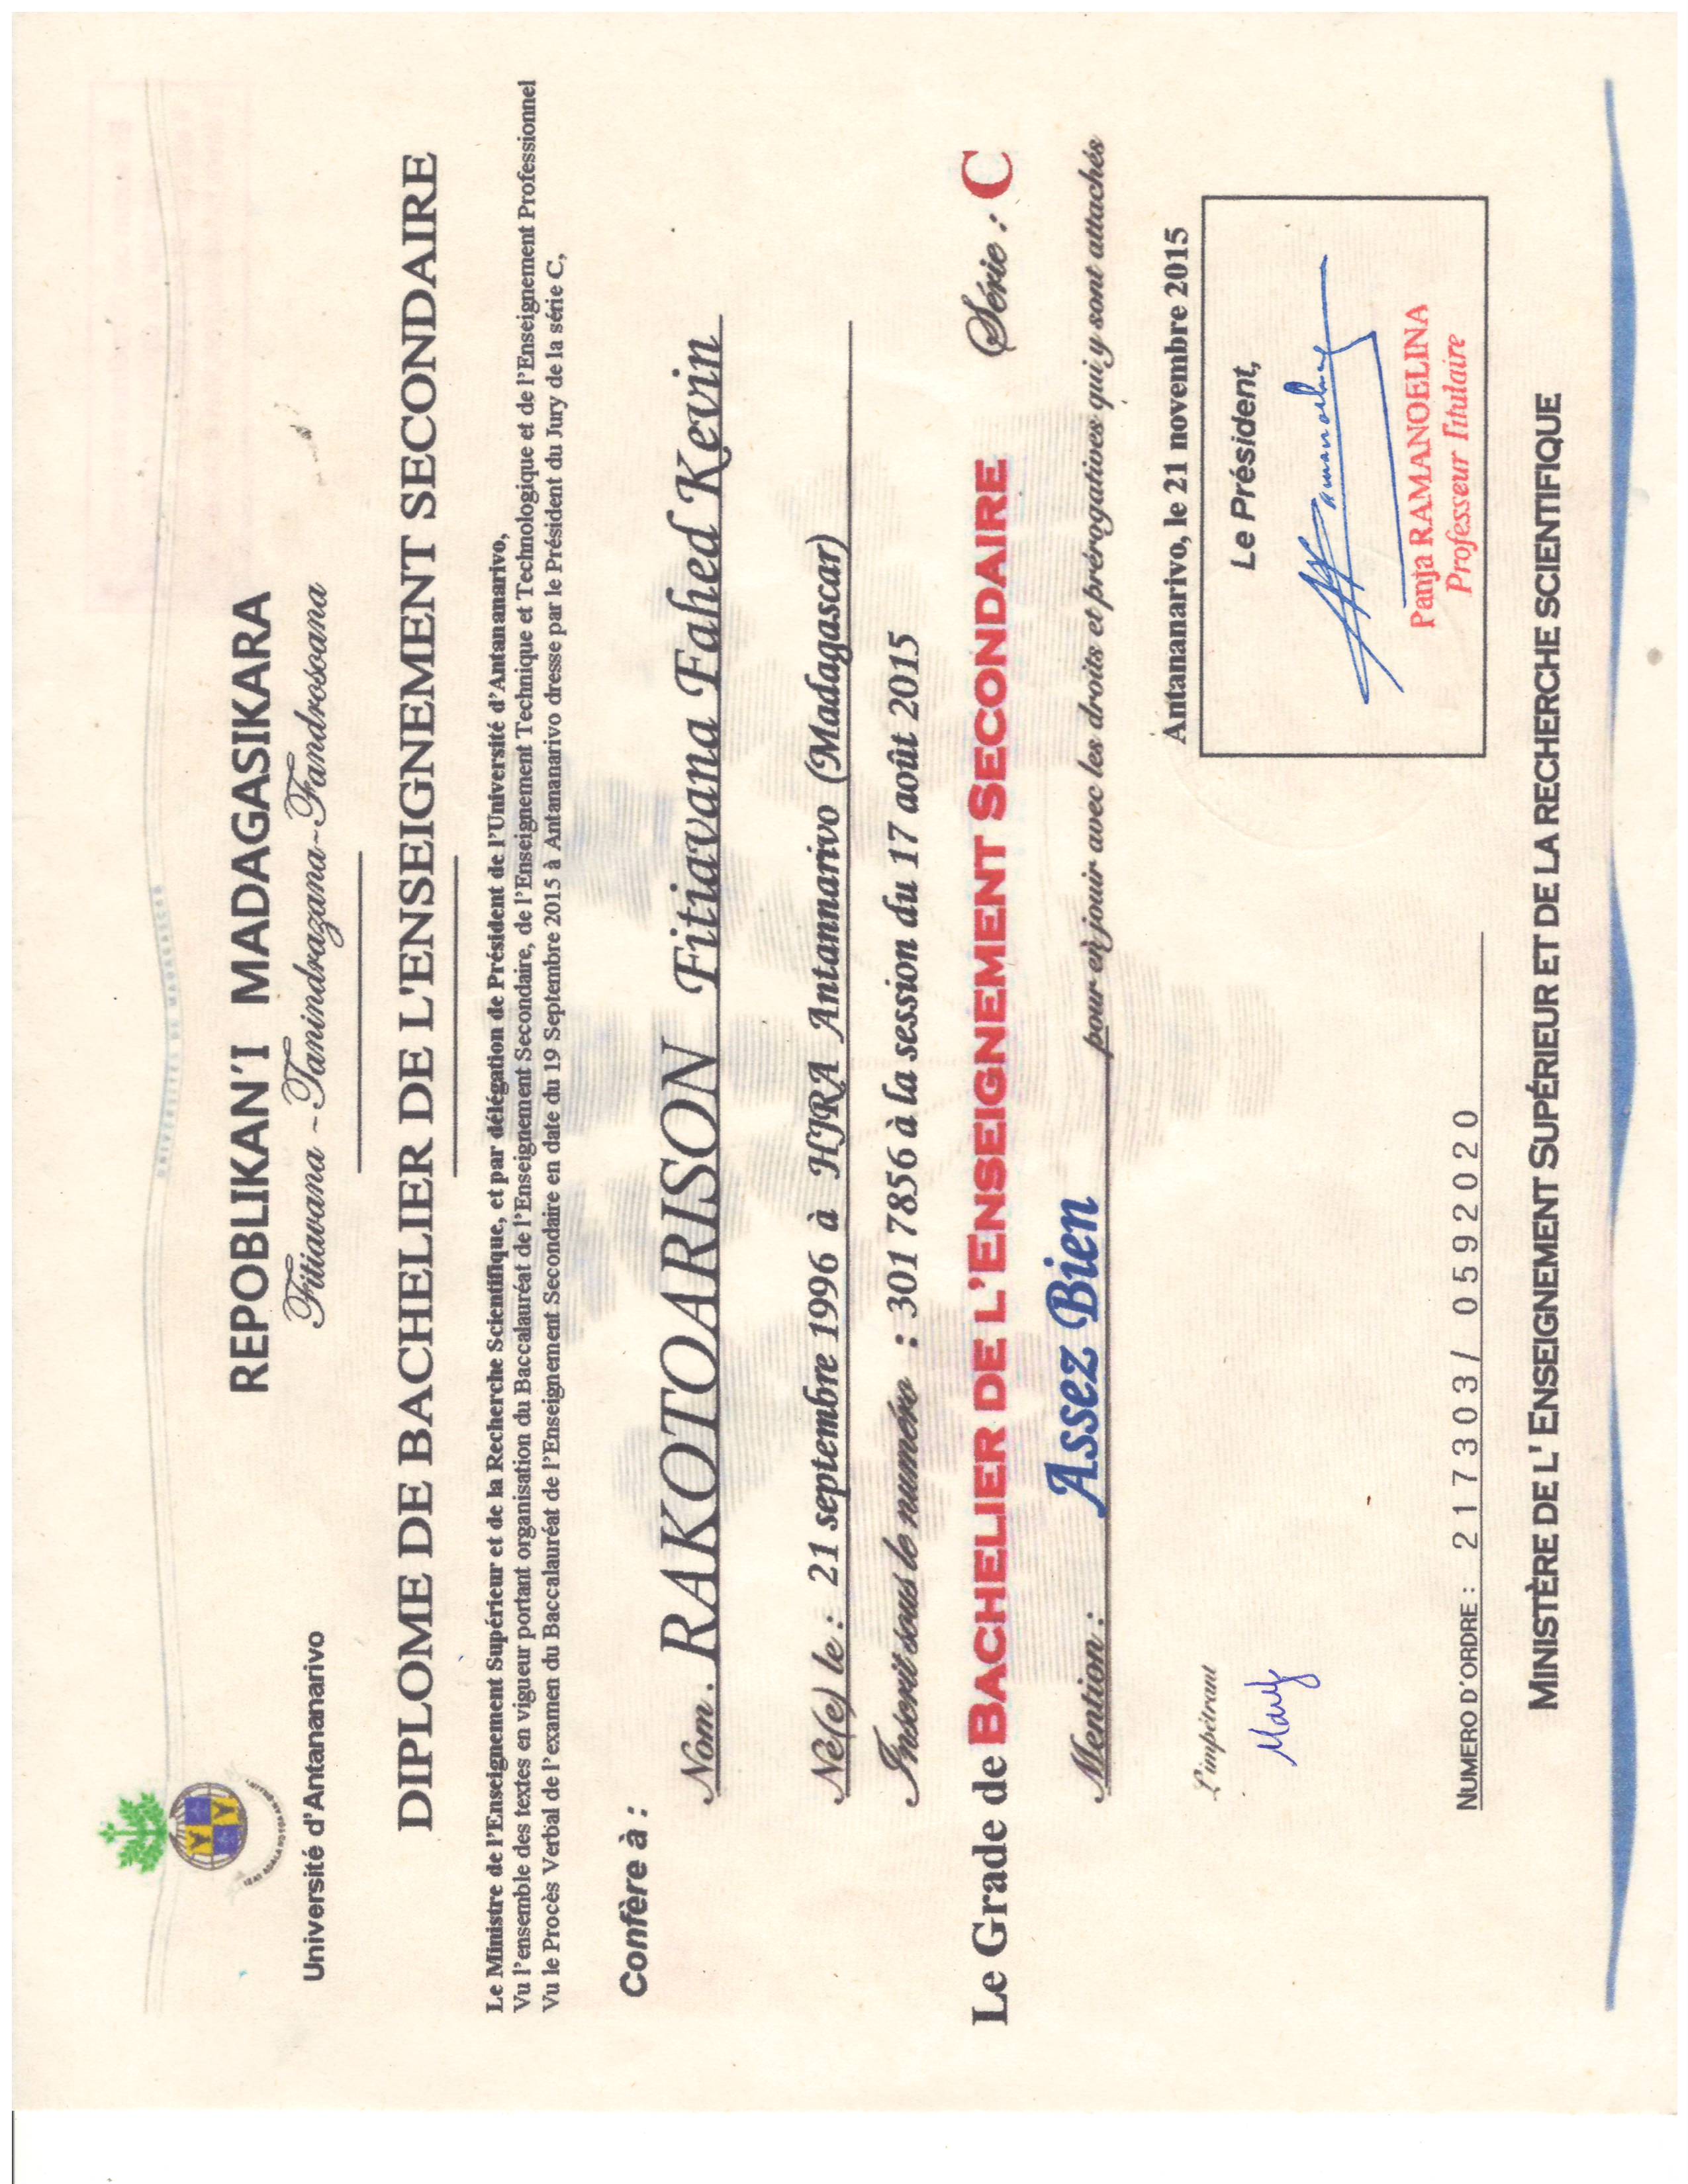 UNIVERSITES DE MADAGASCAR
Université d'Antananarivo
REPOBLIKAN'I MADAGASIKARA
Fitiavana - Tanindrazana - Fandrosoana
DIPLOME DE BACHELIER DE L'ENSEIGNEMENT SECONDAIRE
Le Ministre de l'Enseignement Supérieur et de la Recherche Scientifique, et par délégation de Président de l'Université d'Antananarivo,
Vu l'ensemble des textes en vigueur portant organisation du Baccalauréat de l'Enseignement Secondaire, de l'Enseignement Technique et Technologique et de l'Enseignement Professionnel
Vu le Procès Verbal de l'examen du Baccalauréat de l'Enseignement Secondaire en date du 19 Septembre 2015 à Antananarivo dresse par le Président du Jury de la série C,
Confère à :
Nom . RAKOTOARISON Fitiavana Fahed Kevin
Né(e) le : 21 septembre 1996 à HJRA Antannarivo (Madagascar)
Inscrit sous le numéro : 301 7856 à la session du 17 août 2015
Le Grade de BACHELIER DE L'ENSEIGNEMENT SECONDAIRE Série : C
Mention : Assez Bien pour en jouir avec les droits et prérogatives qui y sont attachés
Antananarivo, le 21 novembre 2015
L'impétrant
Le Président,
Panja RAMANOELINA
Professeur Titulaire
NUMERO D'ORDRE : 217303/ 0592020
MINISTÈRE DE L' ENSEIGNEMENT SUPÉRIEUR ET DE LA RECHERCHE SCIENTIFIQUE